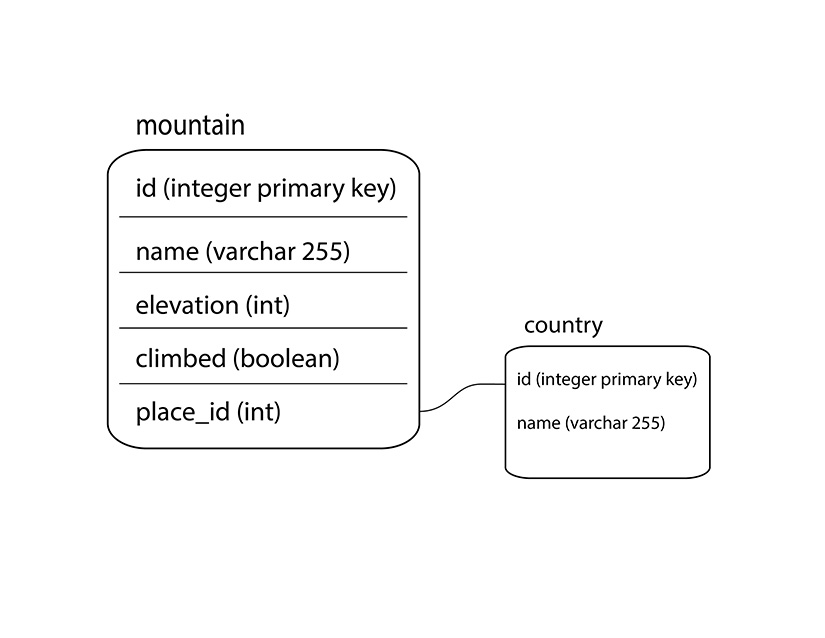 mountain
id (integer primary key)
name (varchar 255)
elevation (int)
climbed (boolean)
place_id (int)
country
id (integer primary key)
name (varchar 255)